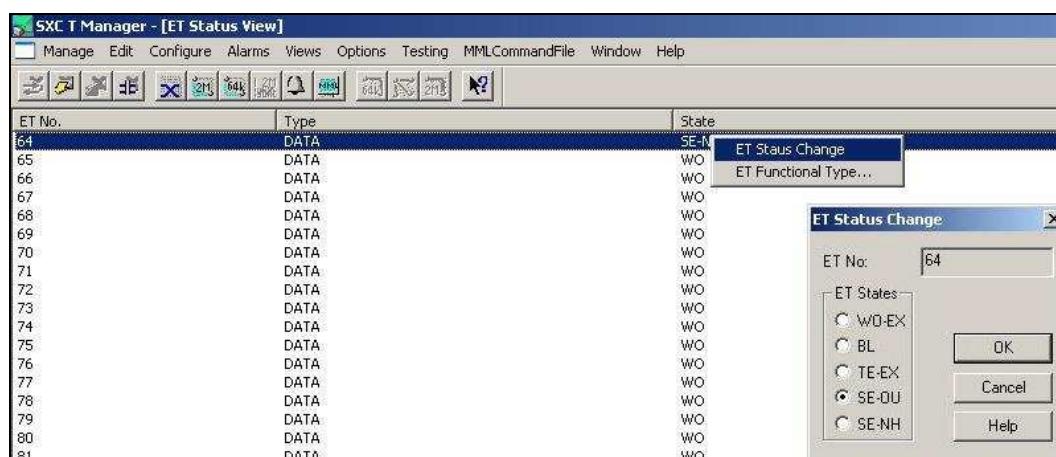 SXC T Manager - [ET Status View]
Manage Edit Configure Alarms Views Options Testing MMLCommandFile Window Help
2M 64k
ET No. Type State
64 DATA SE-N
ET Staus Change
ET Functional Type...
65 DATA WO
66 DATA WO
67 DATA WO
68 DATA WO
69 DATA WO
70 DATA WO
71 DATA WO
72 DATA WO
73 DATA WO
74 DATA WO
75 DATA WO
76 DATA WO
77 DATA WO
78 DATA WO
79 DATA WO
80 DATA WO
81 DATA WO
ET Status Change
ET No: 64
ET States
WO-EX
BL
TE-EX
SE-OU
SE-NH
OK
Cancel
Help